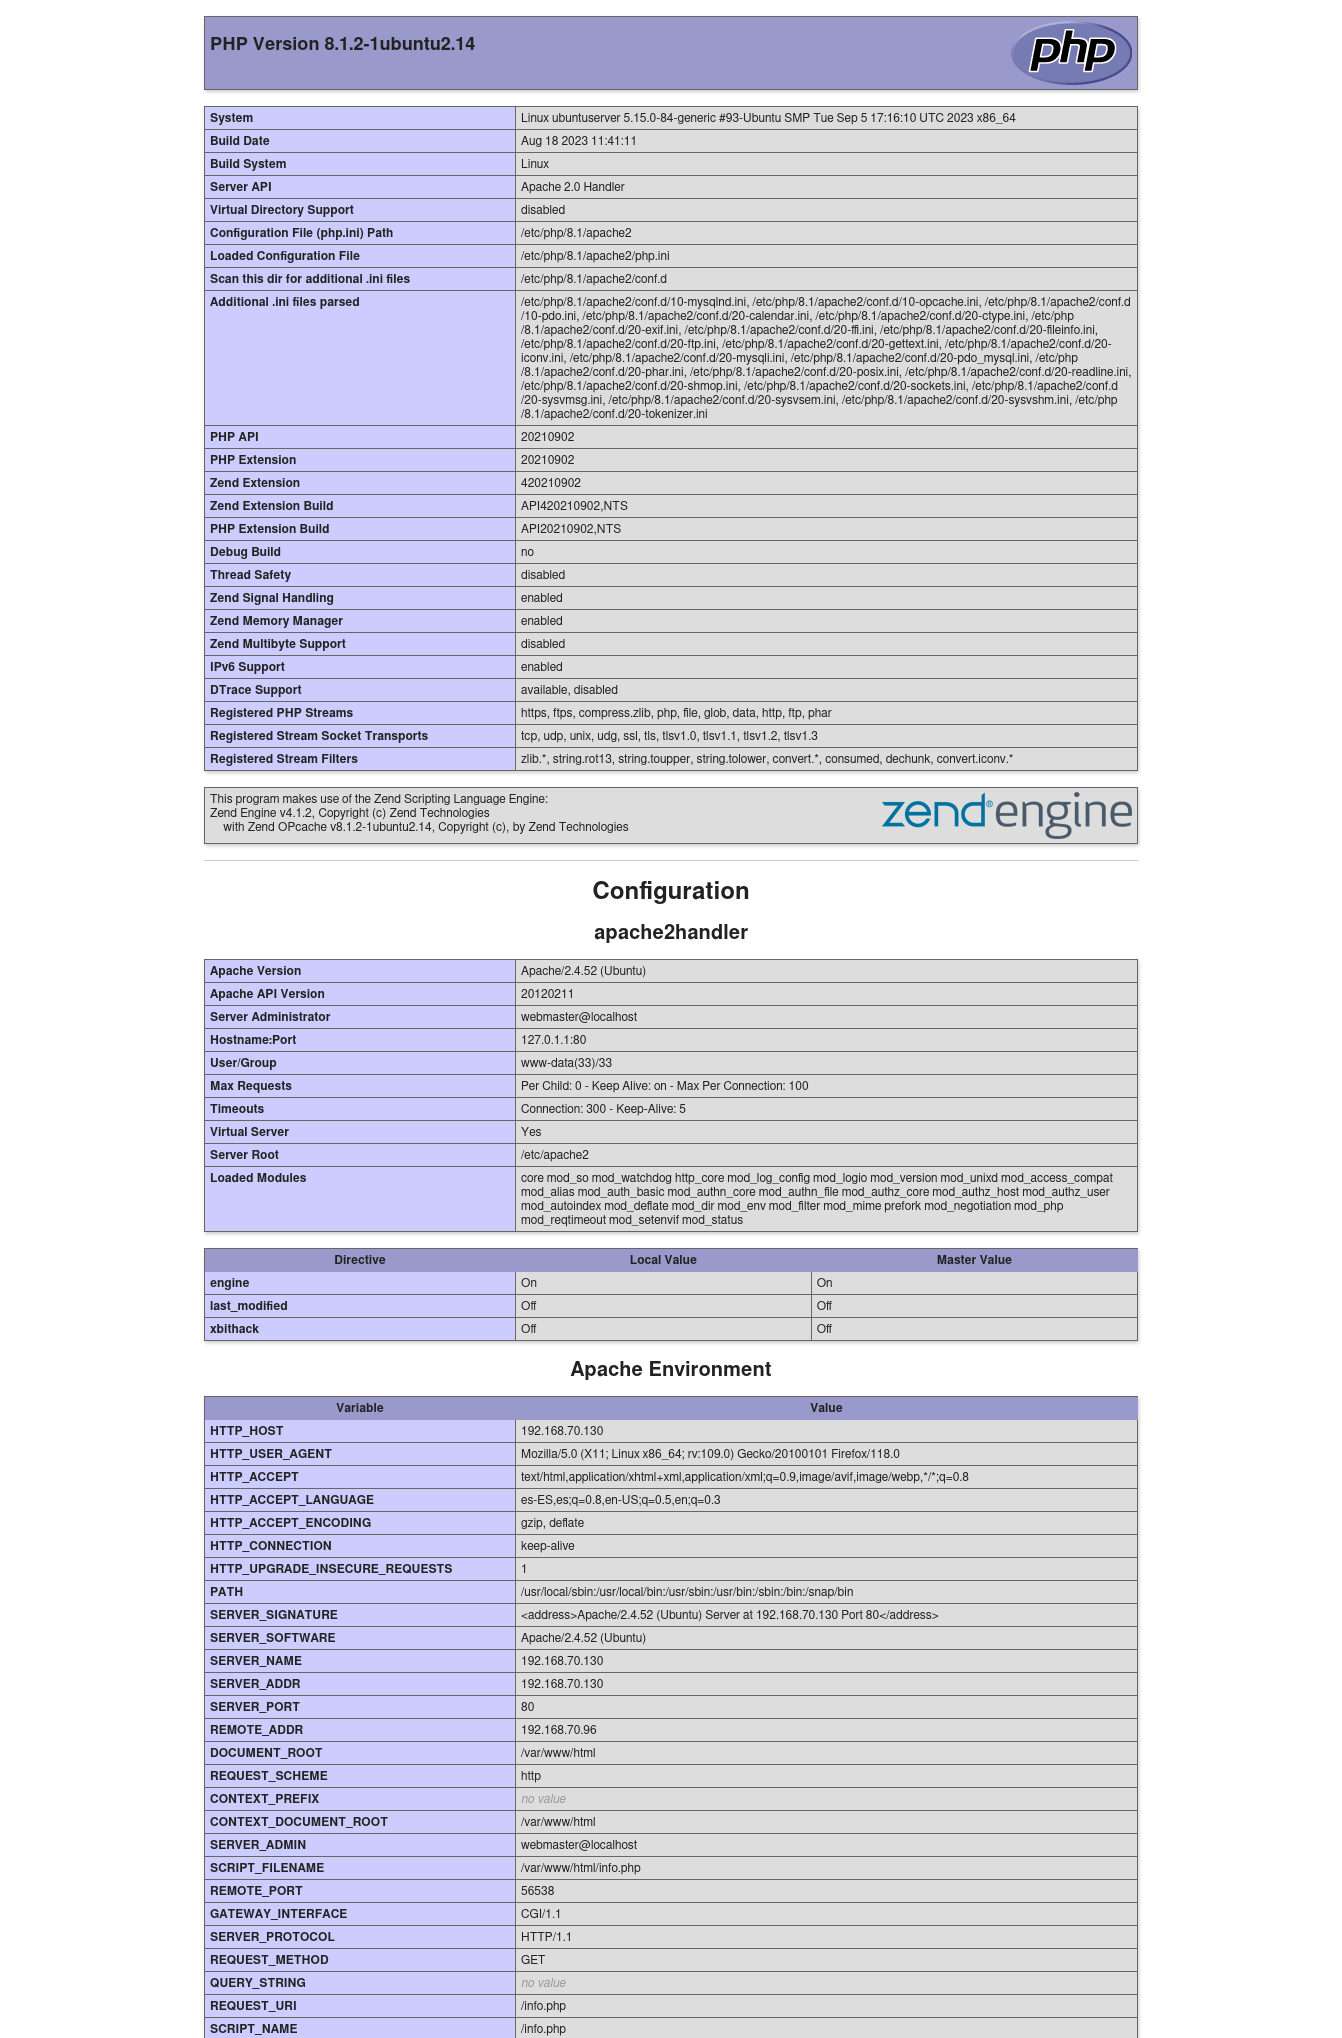 PHP Version 8.1.2-1ubuntu2.14
php
System Linux ubuntuserver 5.15.0-84-generic #93-Ubuntu SMP Tue Sep 5 17:16:10 UTC 2023 x86_64
Build Date Aug 18 2023 11:41:11
Build System Linux
Server API Apache 2.0 Handler
Virtual Directory Support disabled
Configuration File (php.ini) Path /etc/php/8.1/apache2
Loaded Configuration File /etc/php/8.1/apache2/php.ini
Scan this dir for additional .ini files /etc/php/8.1/apache2/conf.d
Additional .ini files parsed /etc/php/8.1/apache2/conf.d/10-mysqlnd.ini, /etc/php/8.1/apache2/conf.d/10-opcache.ini, /etc/php/8.1/apache2/conf.d
/10-pdo.ini, /etc/php/8.1/apache2/conf.d/20-calendar.ini, /etc/php/8.1/apache2/conf.d/20-ctype.ini, /etc/php
/8.1/apache2/conf.d/20-exif.ini, /etc/php/8.1/apache2/conf.d/20-ffi.ini, /etc/php/8.1/apache2/conf.d/20-fileinfo.ini,
/etc/php/8.1/apache2/conf.d/20-ftp.ini, /etc/php/8.1/apache2/conf.d/20-gettext.ini, /etc/php/8.1/apache2/conf.d/20-
iconv.ini, /etc/php/8.1/apache2/conf.d/20-mysqli.ini, /etc/php/8.1/apache2/conf.d/20-pdo_mysql.ini, /etc/php
/8.1/apache2/conf.d/20-phar.ini, /etc/php/8.1/apache2/conf.d/20-posix.ini, /etc/php/8.1/apache2/conf.d/20-readline.ini,
/etc/php/8.1/apache2/conf.d/20-shmop.ini, /etc/php/8.1/apache2/conf.d/20-sockets.ini, /etc/php/8.1/apache2/conf.d
/20-sysvmsg.ini, /etc/php/8.1/apache2/conf.d/20-sysvsem.ini, /etc/php/8.1/apache2/conf.d/20-sysvshm.ini, /etc/php
/8.1/apache2/conf.d/20-tokenizer.ini
PHP API 20210902
PHP Extension 20210902
Zend Extension 420210902
Zend Extension Build API420210902,NTS
PHP Extension Build API20210902,NTS
Debug Build no
Thread Safety disabled
Zend Signal Handling enabled
Zend Memory Manager enabled
Zend Multibyte Support disabled
IPv6 Support enabled
DTrace Support available, disabled
Registered PHP Streams https, ftps, compress.zlib, php, file, glob, data, http, ftp, phar
Registered Stream Socket Transports tcp, udp, unix, udg, ssl, tls, tlsv1.0, tlsv1.1, tlsv1.2, tlsv1.3
Registered Stream Filters zlib.*, string.rot13, string.toupper, string.tolower, convert.*, consumed, dechunk, convert.iconv.*
This program makes use of the Zend Scripting Language Engine:
Zend Engine v4.1.2, Copyright (c) Zend Technologies
with Zend OPcache v8.1.2-1ubuntu2.14, Copyright (c), by Zend Technologies
zend®engine
Configuration
apache2handler
Apache Version Apache/2.4.52 (Ubuntu)
Apache API Version 20120211
Server Administrator webmaster@localhost
Hostname:Port 127.0.1.1:80
User/Group www-data(33)/33
Max Requests Per Child: 0 - Keep Alive: on - Max Per Connection: 100
Timeouts Connection: 300 - Keep-Alive: 5
Virtual Server Yes
Server Root /etc/apache2
Loaded Modules core mod_so mod_watchdog http_core mod_log_config mod_logio mod_version mod_unixd mod_access_compat
mod_alias mod_auth_basic mod_authn_core mod_authn_file mod_authz_core mod_authz_host mod_authz_user
mod_autoindex mod_deflate mod_dir mod_env mod_filter mod_mime prefork mod_negotiation mod_php
mod_reqtimeout mod_setenvif mod_status
Directive Local Value Master Value
engine On On
last_modified Off Off
xbithack Off Off
Apache Environment
Variable Value
HTTP_HOST 192.168.70.130
HTTP_USER_AGENT Mozilla/5.0 (X11; Linux x86_64; rv:109.0) Gecko/20100101 Firefox/118.0
HTTP_ACCEPT text/html,application/xhtml+xml,application/xml;q=0.9,image/avif,image/webp,*/*;q=0.8
HTTP_ACCEPT_LANGUAGE es-ES,es;q=0.8,en-US;q=0.5,en;q=0.3
HTTP_ACCEPT_ENCODING gzip, deflate
HTTP_CONNECTION keep-alive
HTTP_UPGRADE_INSECURE_REQUESTS 1
PATH /usr/local/sbin:/usr/local/bin:/usr/sbin:/usr/bin:/sbin:/bin:/snap/bin
SERVER_SIGNATURE <address>Apache/2.4.52 (Ubuntu) Server at 192.168.70.130 Port 80</address>
SERVER_SOFTWARE Apache/2.4.52 (Ubuntu)
SERVER_NAME 192.168.70.130
SERVER_ADDR 192.168.70.130
SERVER_PORT 80
REMOTE_ADDR 192.168.70.96
DOCUMENT_ROOT /var/www/html
REQUEST_SCHEME http
CONTEXT_PREFIX no value
CONTEXT_DOCUMENT_ROOT /var/www/html
SERVER_ADMIN webmaster@localhost
SCRIPT_FILENAME /var/www/html/info.php
REMOTE_PORT 56538
GATEWAY_INTERFACE CGI/1.1
SERVER_PROTOCOL HTTP/1.1
REQUEST_METHOD GET
QUERY_STRING no value
REQUEST_URI /info.php
SCRIPT_NAME /info.php